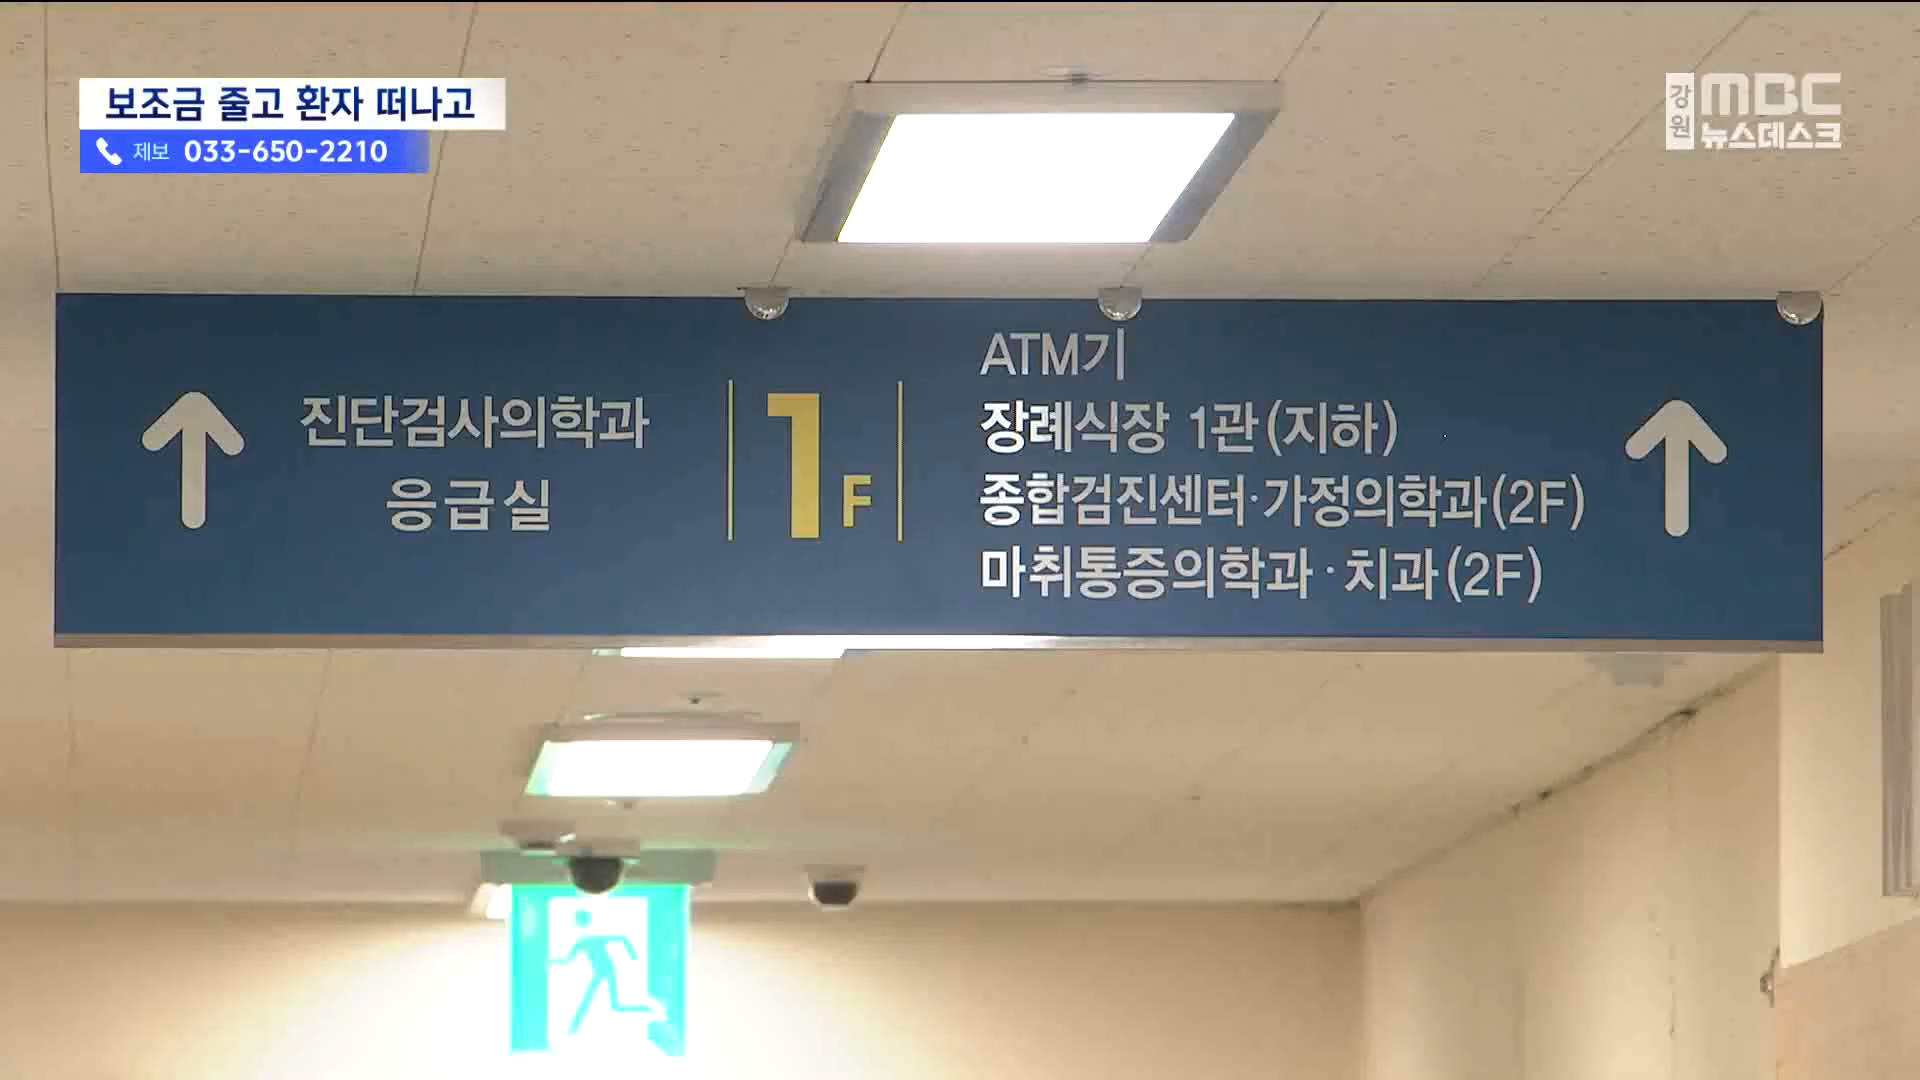 보조금 줄고 환자 떠나고
제보 033-650-2210
강원
MBC
뉴스데스크
진단검사의학과
응급실
1F
ATM기
장례식장 1관(지하)
종합검진센터·가정의학과(2F)
마취통증의학과·치과(2F)